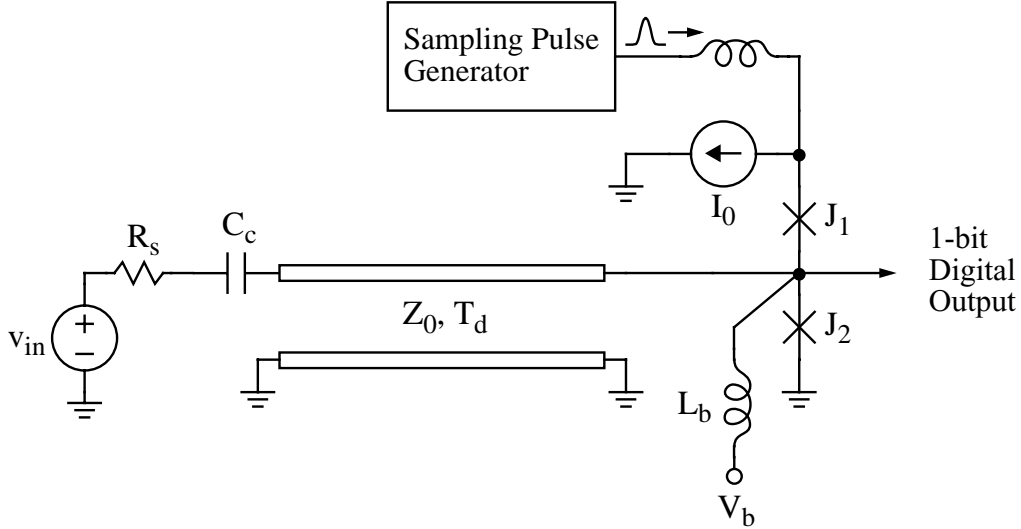 Sampling Pulse
Generator
I0
J1
Rs
Cc
1-bit
Digital
Output
Z0, Td
vin
+
−
J2
Lb
Vb